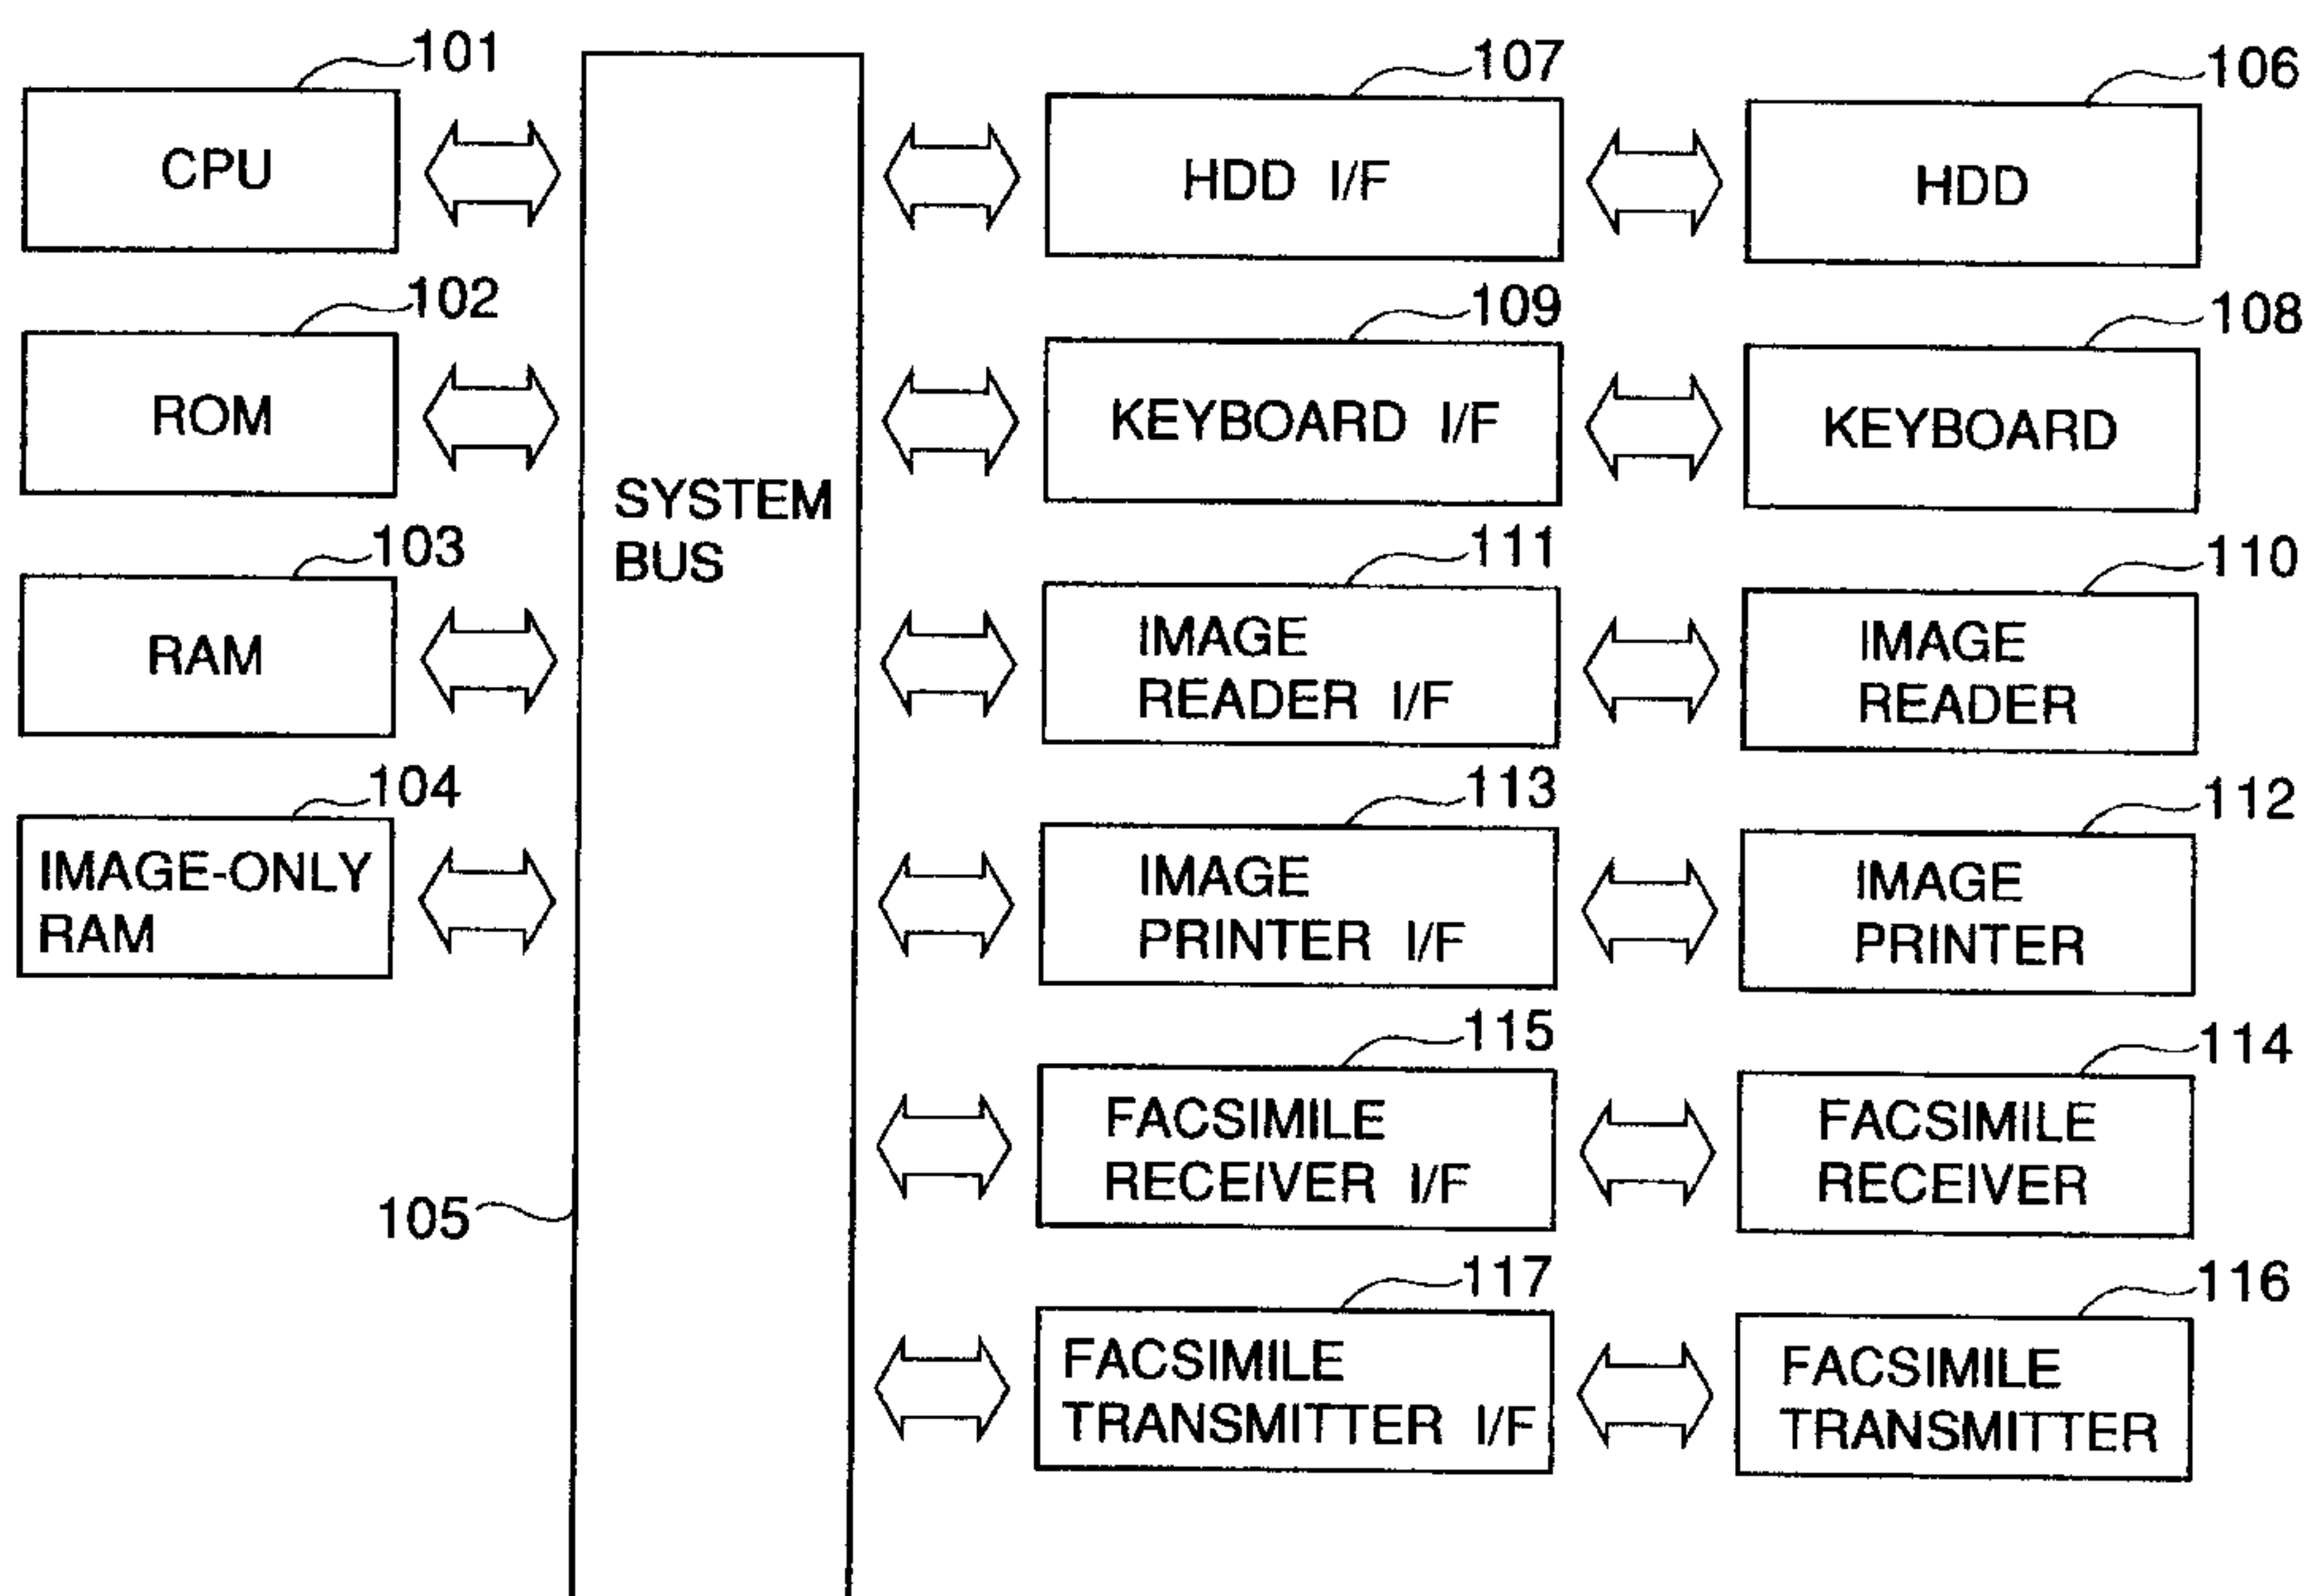 101
CPU
102
ROM
103
RAM
104
IMAGE-ONLY
RAM
SYSTEM
BUS
105
107
HDD I/F
106
HDD
109
KEYBOARD I/F
108
KEYBOARD
111
IMAGE
READER I/F
110
IMAGE
READER
113
IMAGE
PRINTER I/F
112
IMAGE
PRINTER
115
FACSIMILE
RECEIVER I/F
114
FACSIMILE
RECEIVER
117
FACSIMILE
TRANSMITTER I/F
116
FACSIMILE
TRANSMITTER